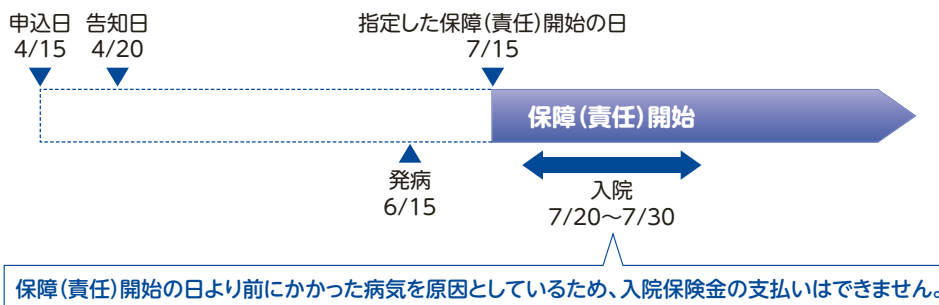 申込日 告知日 指定した保障(責任)開始の日
4/15 4/20 7/15
保障(責任)開始
発病
6/15
入院
7/20〜7/30
保障(責任)開始の日より前にかかった病気を原因としているため、入院保険金の支払いはできません。